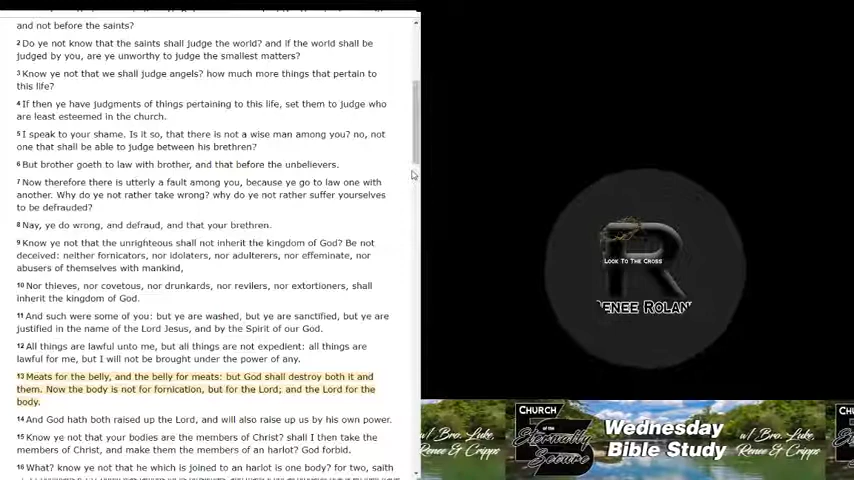 and not before the saints?
2 Do ye not know that the saints shall judge the world? and if the world shall be
judged by you, are ye unworthy to judge the smallest matters?
3 Know ye not that we shall judge angels? how much more things that pertain to
this life?
4 If then ye have judgments of things pertaining to this life, set them to judge who
are least esteemed in the church.
5 I speak to your shame. Is it so, that there is not a wise man among you? no, not
one that shall be able to judge between his brethren?
6 But brother goeth to law with brother, and that before the unbelievers.
7 Now therefore there is utterly a fault among you, because ye go to law one with
another. Why do ye not rather take wrong? why do ye not rather suffer yourselves
to be defrauded?
8 Nay, ye do wrong, and defraud, and that your brethren.
9 Know ye not that the unrighteous shall not inherit the kingdom of God? Be not
deceived: neither fornicators, nor idolaters, nor adulterers, nor effeminate, nor
abusers of themselves with mankind,
10 Nor thieves, nor covetous, nor drunkards, nor revilers, nor extortioners, shall
inherit the kingdom of God.
11 And such were some of you: but ye are washed, but ye are sanctified, but ye are
justified in the name of the Lord Jesus, and by the Spirit of our God.
12 All things are lawful unto me, but all things are not expedient: all things are
lawful for me, but I will not be brought under the power of any.
13 Meats for the belly, and the belly for meats: but God shall destroy both it and
them. Now the body is not for fornication, but for the Lord; and the Lord for the
body.
14 And God hath both raised up the Lord, and will also raise up us by his own power.
15 Know ye not that your bodies are the members of Christ? shall I then take the
members of Christ, and make them the members of an harlot? God forbid.
16 What? know ye not that he which is joined to an harlot is one body? for two, saith
R
LOOK TO THE CROSS
RENEE ROLAN
w/ Bro. Luke,
Renee & Cripps
CHURCH
of the
Eternally
Secure
Wednesday
Bible Study
w/ Bro. Luke,
Renee & Cripps
CHU